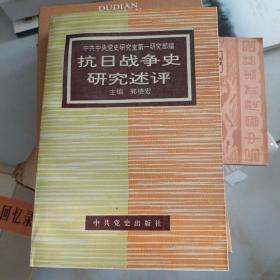 DUDIAN
中共中央党史研究室第一研究部编
抗日战争史
研究述评
主编 郭德宏
中共党史出版社
回忆录